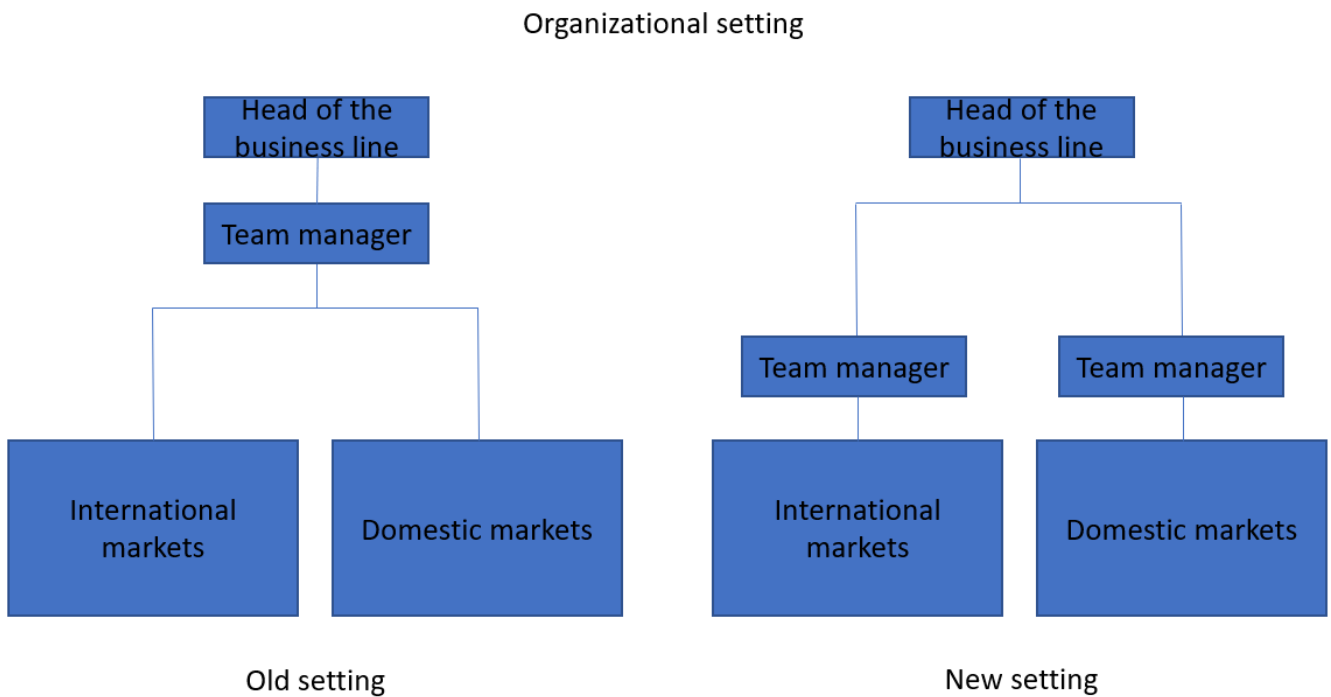 Organizational setting
Head of the
business line
Team manager
International
markets
Domestic markets
Old setting
Head of the
business line
Team manager
Team manager
International
markets
Domestic markets
New setting